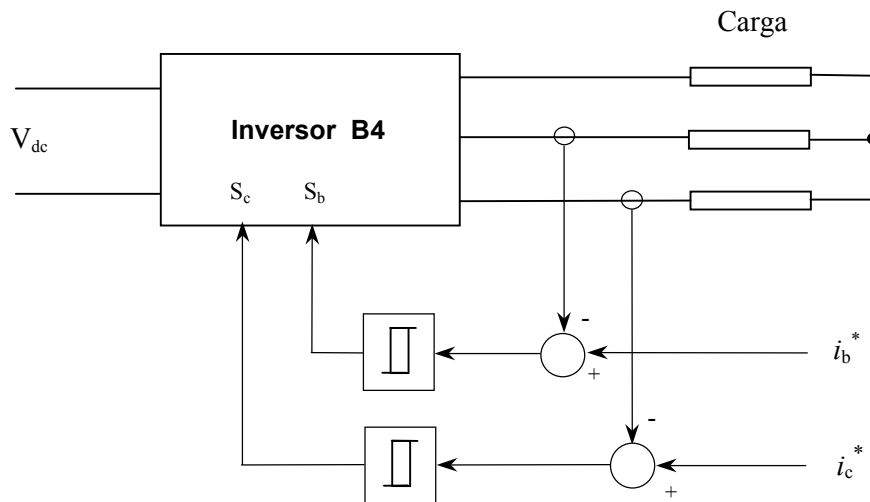 Carga
Inversor B4
V_dc
S_c
S_b
-
i_b^*
+
-
i_c^*
+